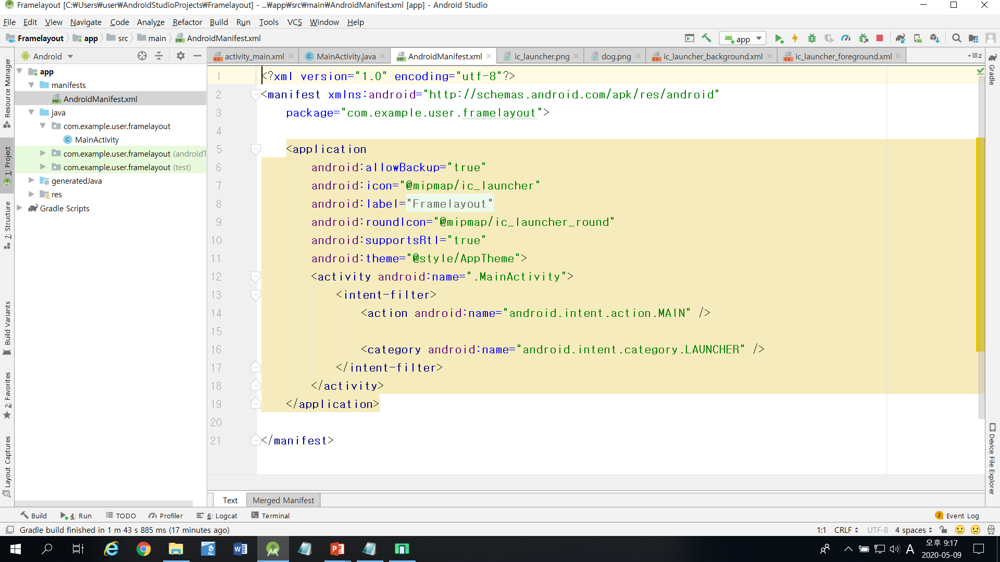 Framelayout [C:₩Users₩user₩AndroidStudioProjects₩Framelayout] - ...₩app₩src₩main₩AndroidManifest.xml [app] - Android Studio
File Edit View Navigate Code Analyze Refactor Build Run Tools VCS Window Help
Framelayout app src main AndroidManifest.xml app
Android
activity_main.xml MainActivity.java AndroidManifest.xml ic_launcher.png dog.png ic_launcher_background.xml ic_launcher_foreground.xml 2
Resource Manager
1: Project
7: Structure
Build Variants
2: Favorites
Layout Captures
app
manifests
AndroidManifest.xml
java
com.example.user.framelayout
MainActivity
com.example.user.framelayout (androidT
com.example.user.framelayout (test)
generatedJava
res
Gradle Scripts
1 <?xml version="1.0" encoding="utf-8"?>
2 <manifest xmlns:android="http://schemas.android.com/apk/res/android"
3 package="com.example.user.framelayout">
4
5 <application
6 android:allowBackup="true"
7 android:icon="@mipmap/ic_launcher"
8 android:label="Framelayout"
9 android:roundIcon="@mipmap/ic_launcher_round"
10 android:supportsRtl="true"
11 android:theme="@style/AppTheme">
12 <activity android:name=".MainActivity">
13 <intent-filter>
14 <action android:name="android.intent.action.MAIN" />
15
16 <category android:name="android.intent.category.LAUNCHER" />
17 </intent-filter>
18 </activity>
19 </application>
20
21 </manifest>
Gradle
Device File Explorer
Text Merged Manifest
Build 4: Run TODO Profiler 6: Logcat Terminal 2 Event Log
Gradle build finished in 1 m 43 s 885 ms (17 minutes ago) 1:1 CRLF UTF-8 4 spaces
A 오후 9:17
2020-05-09